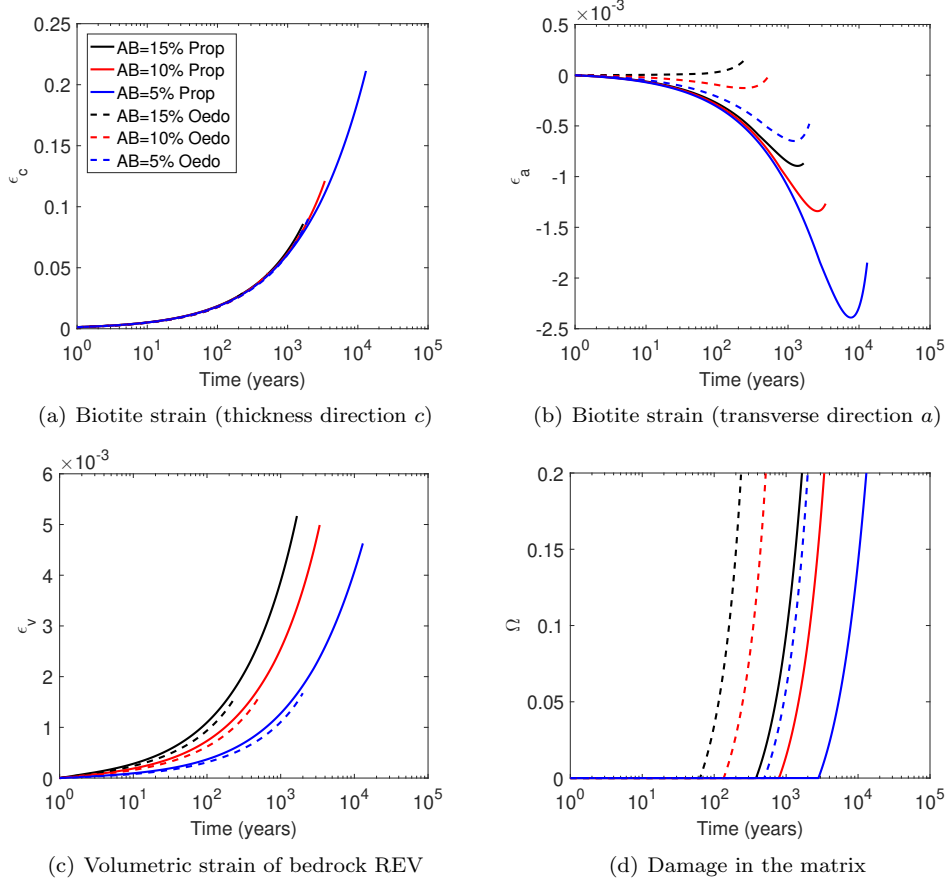 0.25
0.2
0.15
0.1
0.05
0
ϵc
AB=15% Prop
AB=10% Prop
AB=5% Prop
AB=15% Oedo
AB=10% Oedo
AB=5% Oedo
10^0 10^1 10^2 10^3 10^4 10^5
Time (years)
(a) Biotite strain (thickness direction c)
×10^-3
0
-0.5
-1
-1.5
-2
-2.5
ϵa
10^0 10^1 10^2 10^3 10^4 10^5
Time (years)
(b) Biotite strain (transverse direction a)
×10^-3
6
5
4
3
2
1
0
ϵv
10^0 10^1 10^2 10^3 10^4 10^5
Time (years)
(c) Volumetric strain of bedrock REV
0.2
0.15
0.1
0.05
0
Ω
10^0 10^1 10^2 10^3 10^4 10^5
Time (years)
(d) Damage in the matrix